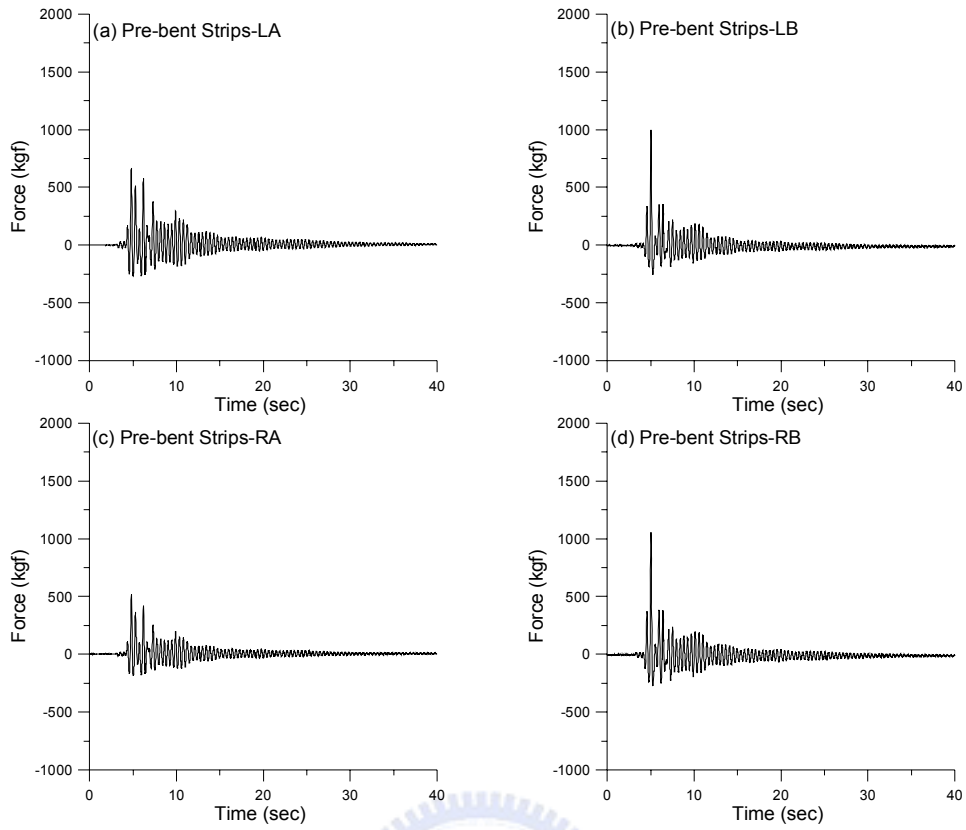 (a) Pre-bent Strips-LA
2000
1500
1000
500
0
-500
-1000
Force (kgf)
0 10 20 30 40
Time (sec)
(b) Pre-bent Strips-LB
2000
1500
1000
500
0
-500
-1000
Force (kgf)
0 10 20 30 40
Time (sec)
(c) Pre-bent Strips-RA
2000
1500
1000
500
0
-500
-1000
Force (kgf)
0 10 20 30 40
Time (sec)
(d) Pre-bent Strips-RB
2000
1500
1000
500
0
-500
-1000
Force (kgf)
0 10 20 30 40
Time (sec)